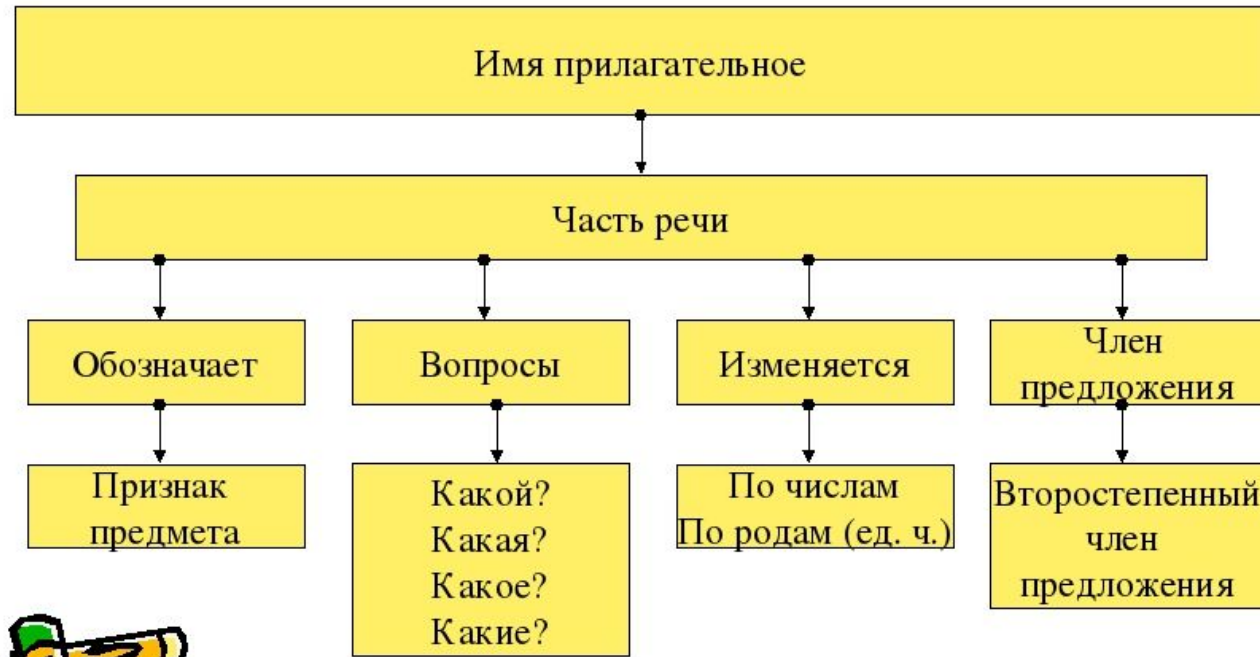 Имя прилагательное
Часть речи
Обозначает
Вопросы
Изменяется
Член
предложения
Признак
предмета
Какой?
Какая?
Какое?
Какие?
По числам
По родам (ед. ч.)
Второстепенный
член
предложения